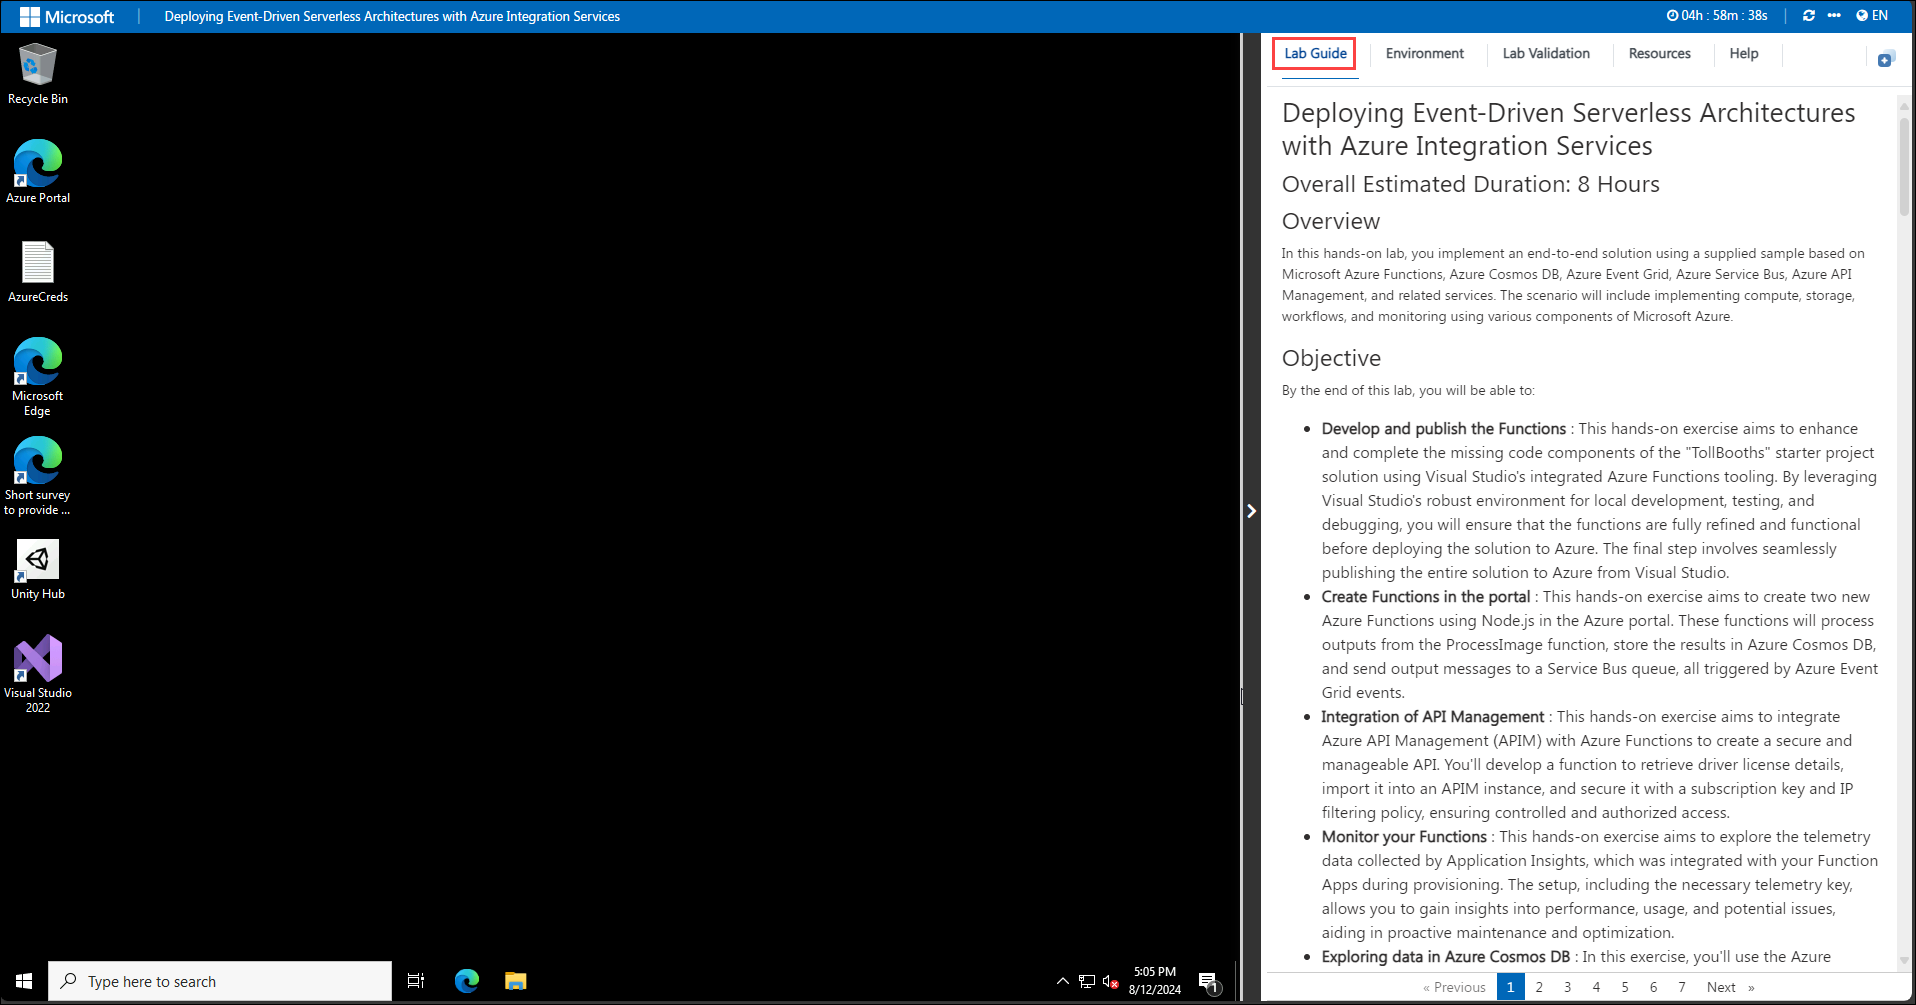 Microsoft
Deploying Event-Driven Serverless Architectures with Azure Integration Services
04h : 58m : 38s
EN
Recycle Bin
Azure Portal
AzureCreds
Microsoft
Edge
Short survey
to provide ...
Unity Hub
Visual Studio
2022
Lab Guide
Environment
Lab Validation
Resources
Help
Deploying Event-Driven Serverless Architectures
with Azure Integration Services
Overall Estimated Duration: 8 Hours
Overview
In this hands-on lab, you implement an end-to-end solution using a supplied sample based on
Microsoft Azure Functions, Azure Cosmos DB, Azure Event Grid, Azure Service Bus, Azure API
Management, and related services. The scenario will include implementing compute, storage,
workflows, and monitoring using various components of Microsoft Azure.
Objective
By the end of this lab, you will be able to:
• Develop and publish the Functions : This hands-on exercise aims to enhance
and complete the missing code components of the "TollBooths" starter project
solution using Visual Studio's integrated Azure Functions tooling. By leveraging
Visual Studio's robust environment for local development, testing, and
debugging, you will ensure that the functions are fully refined and functional
before deploying the solution to Azure. The final step involves seamlessly
publishing the entire solution to Azure from Visual Studio.
• Create Functions in the portal : This hands-on exercise aims to create two new
Azure Functions using Node.js in the Azure portal. These functions will process
outputs from the ProcessImage function, store the results in Azure Cosmos DB,
and send output messages to a Service Bus queue, all triggered by Azure Event
Grid events.
• Integration of API Management : This hands-on exercise aims to integrate
Azure API Management (APIM) with Azure Functions to create a secure and
manageable API. You'll develop a function to retrieve driver license details,
import it into an APIM instance, and secure it with a subscription key and IP
filtering policy, ensuring controlled and authorized access.
• Monitor your Functions : This hands-on exercise aims to explore the telemetry
data collected by Application Insights, which was integrated with your Function
Apps during provisioning. The setup, including the necessary telemetry key,
allows you to gain insights into performance, usage, and potential issues,
aiding in proactive maintenance and optimization.
• Exploring data in Azure Cosmos DB : In this exercise, you'll use the Azure
« Previous 1 2 3 4 5 6 7 Next »
Type here to search
5:05 PM
8/12/2024
1